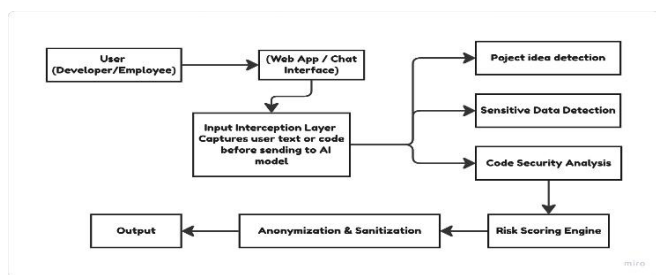 User
(Developer/Employee)
(Web App / Chat
Interface)
Poject idea detection
Input Interception Layer
Captures user text or code
before sending to AI
model
Sensitive Data Detection
Code Security Analysis
Output
Anonymization & Sanitization
Risk Scoring Engine
miro